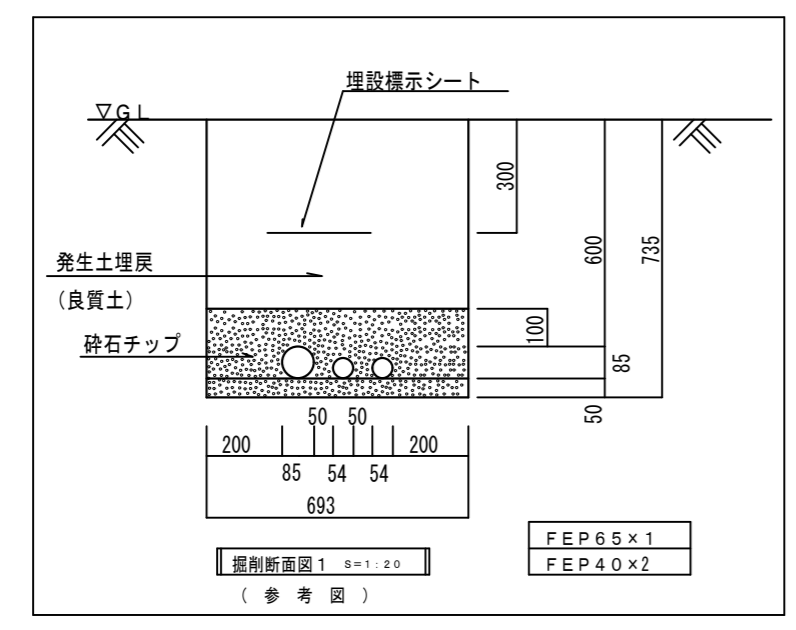 埋設標示シート
▽GL
300
600
735
発生土埋戻
(良質土)
100
砕石チップ
85
50
50 50
200 200
85 54 54
693
掘削断面図1 S=1:20
(参考図)
FEP65×1
FEP40×2